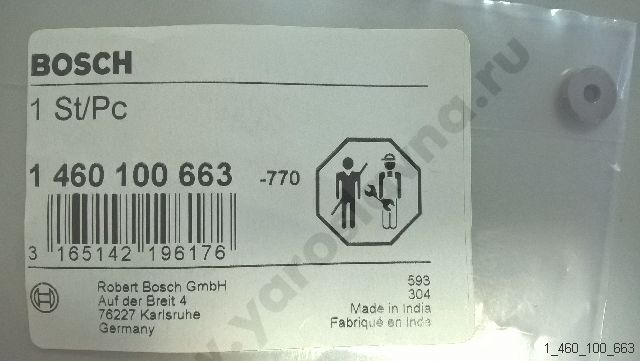 BOSCH
1 St/Pc
1 460 100 663 -770
3 165142 196176
Robert Bosch GmbH
Auf der Breit 4
76227 Karlsruhe
Germany
593
304
Made in India
Fabriqué en Inde
1_460_100_663